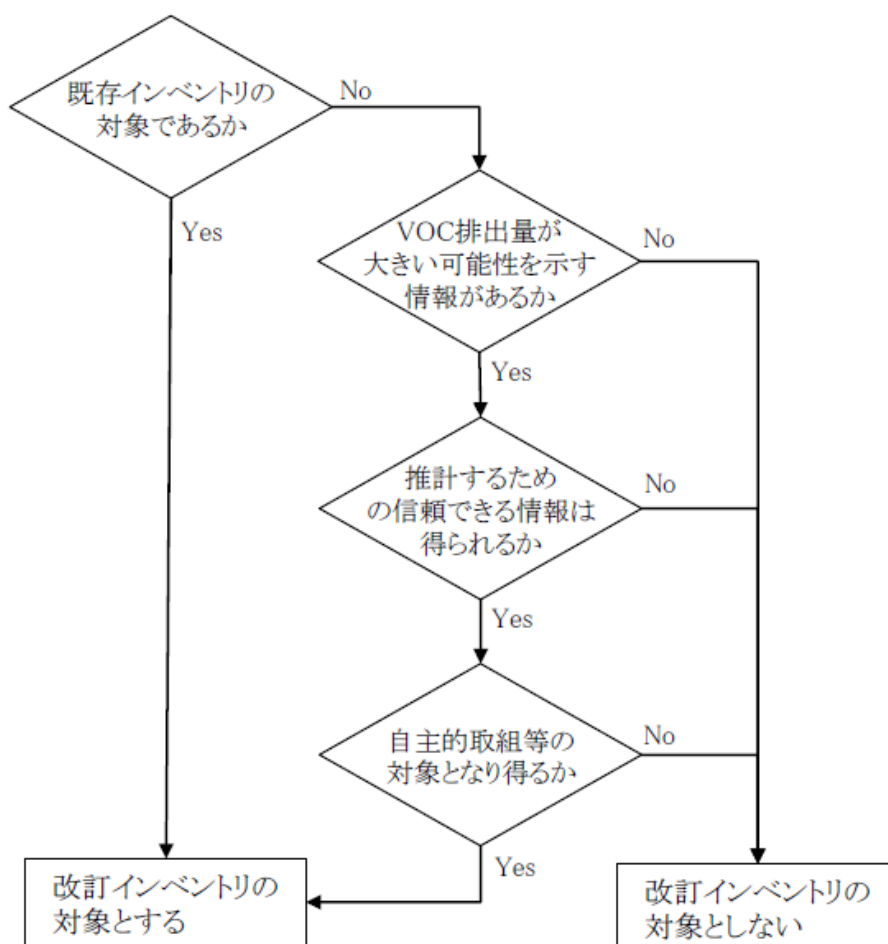 既存インベントリの
対象であるか
No
Yes
VOC排出量が
大きい可能性を示す
情報があるか
No
Yes
推計するため
の信頼できる情報は
得られるか
No
Yes
自主的取組等の
対象となり得るか
No
Yes
改訂インベントリの
対象とする
改訂インベントリの
対象としない